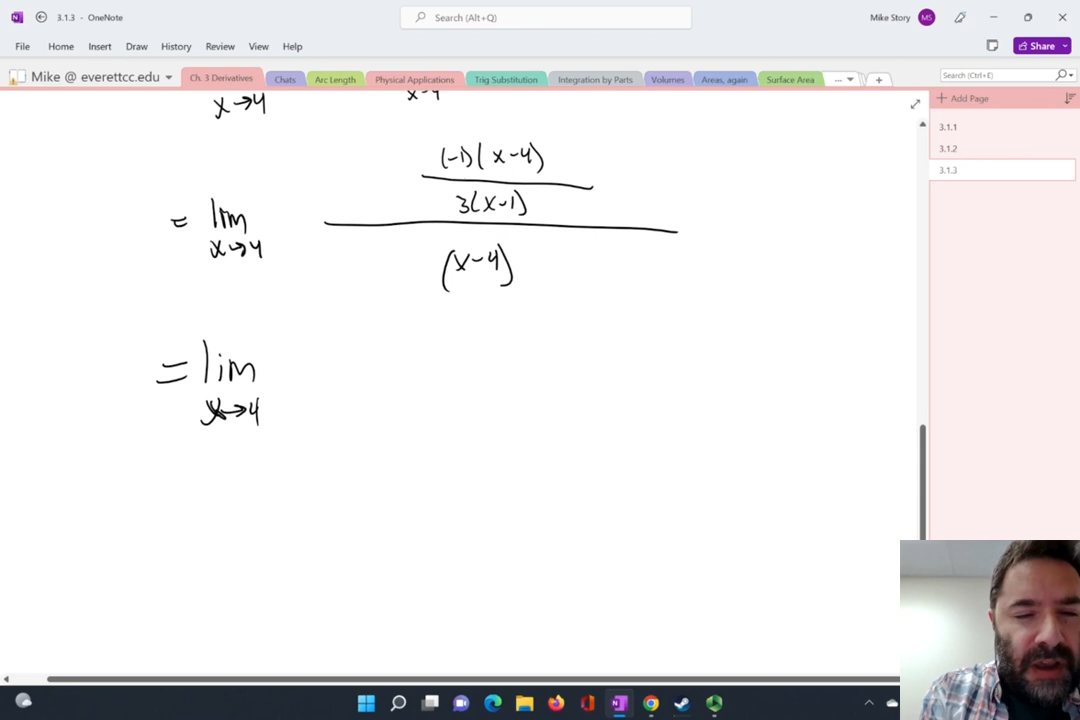 3.1.3 - OneNote
Search (Alt+Q)
Mike Story
MS
File Home Insert Draw History Review View Help
Share
Mike @ everettcc.edu
Ch. 3 Derivatives
Chats
Arc Length
Physical Applications
Trig Substitution
Integration by Parts
Volumes
Areas, again
Surface Area
...
+
Search (Ctrl+E)
+ Add Page
3.1.1
3.1.2
3.1.3
x→4
x-4
(-1)(x-4)
3(x-1)
= lim
x→4
(x-4)
= lim
x→4